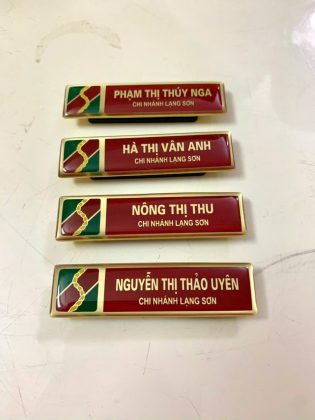 PHẠM THỊ THÚY NGA
CHI NHÁNH LẠNG SƠN
HÀ THỊ VÂN ANH
CHI NHÁNH LẠNG SƠN
NÔNG THỊ THU
CHI NHÁNH LẠNG SƠN
NGUYỄN THỊ THẢO UYÊN
CHI NHÁNH LẠNG SƠN